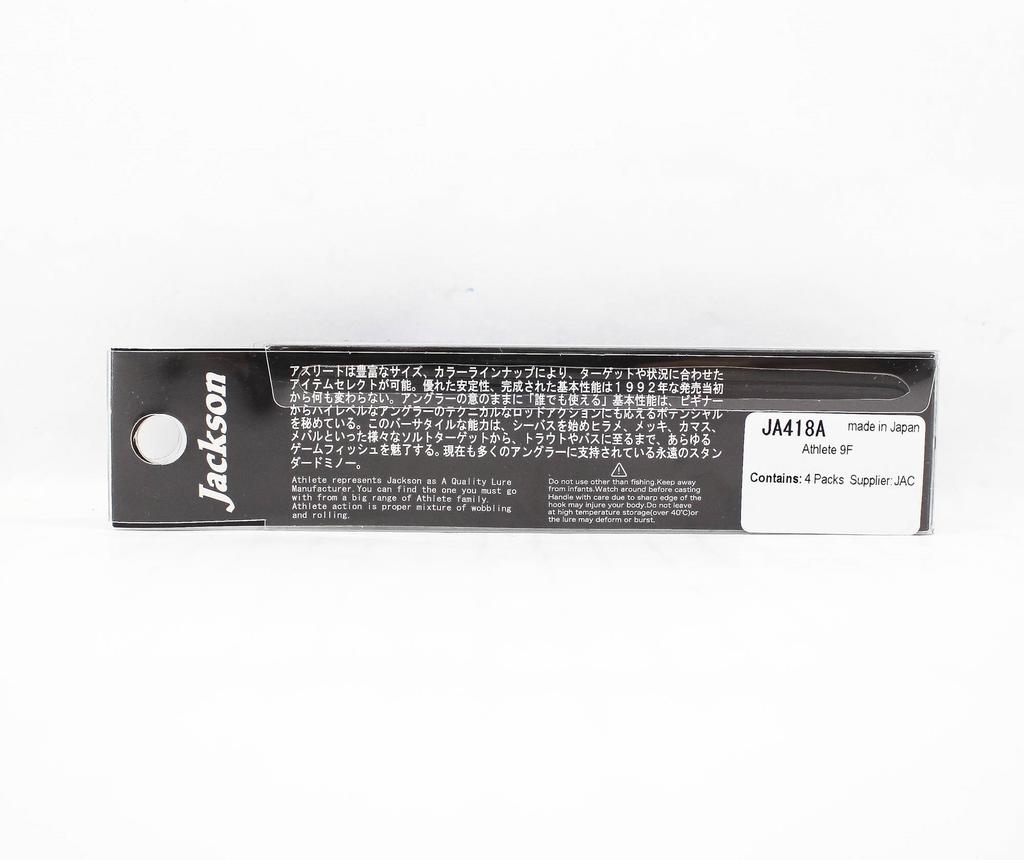 Jackson
アスリートは豊富なサイズ、カラーラインナップにより、ターゲットや状況に合わせた
アイテムセレクトが可能。優れた安定性、完成された基本性能は1992年な発売当初
から何も変わらない。アングラーの意のままに「誰でも使える」基本性能は、ビギナー
からハイレベルなアングラーのテクニカルなロッドアクションにも応えるポテンシャル
を秘めている。このバーサタイルな能力は、シーバスを始めヒラメ、メッキ、カマス、
メバルといった様々なソルトターゲットから、トラウトやバスに至るまで、あらゆる
ゲームフィッシュを魅了する。現在も多くのアングラーに支持されている永遠のスタン
ダードミノー。
Athlete represents Jackson as A Quality Lure
Manufacturer.You can find the one you must go
with from a big range of Athlete family.
Athlete action is proper mixture of wobbling
and rolling.
Do not use other than fishing.Keep away
from infants.Watch around before casting
Handle with care due to sharp edge of the
hook may injure your body.Do not leave
at high temperature storage(over 40℃)or
the lure may deform or burst.
JA418A made in Japan
Athlete 9F
Contains: 4 Packs Supplier: JAC